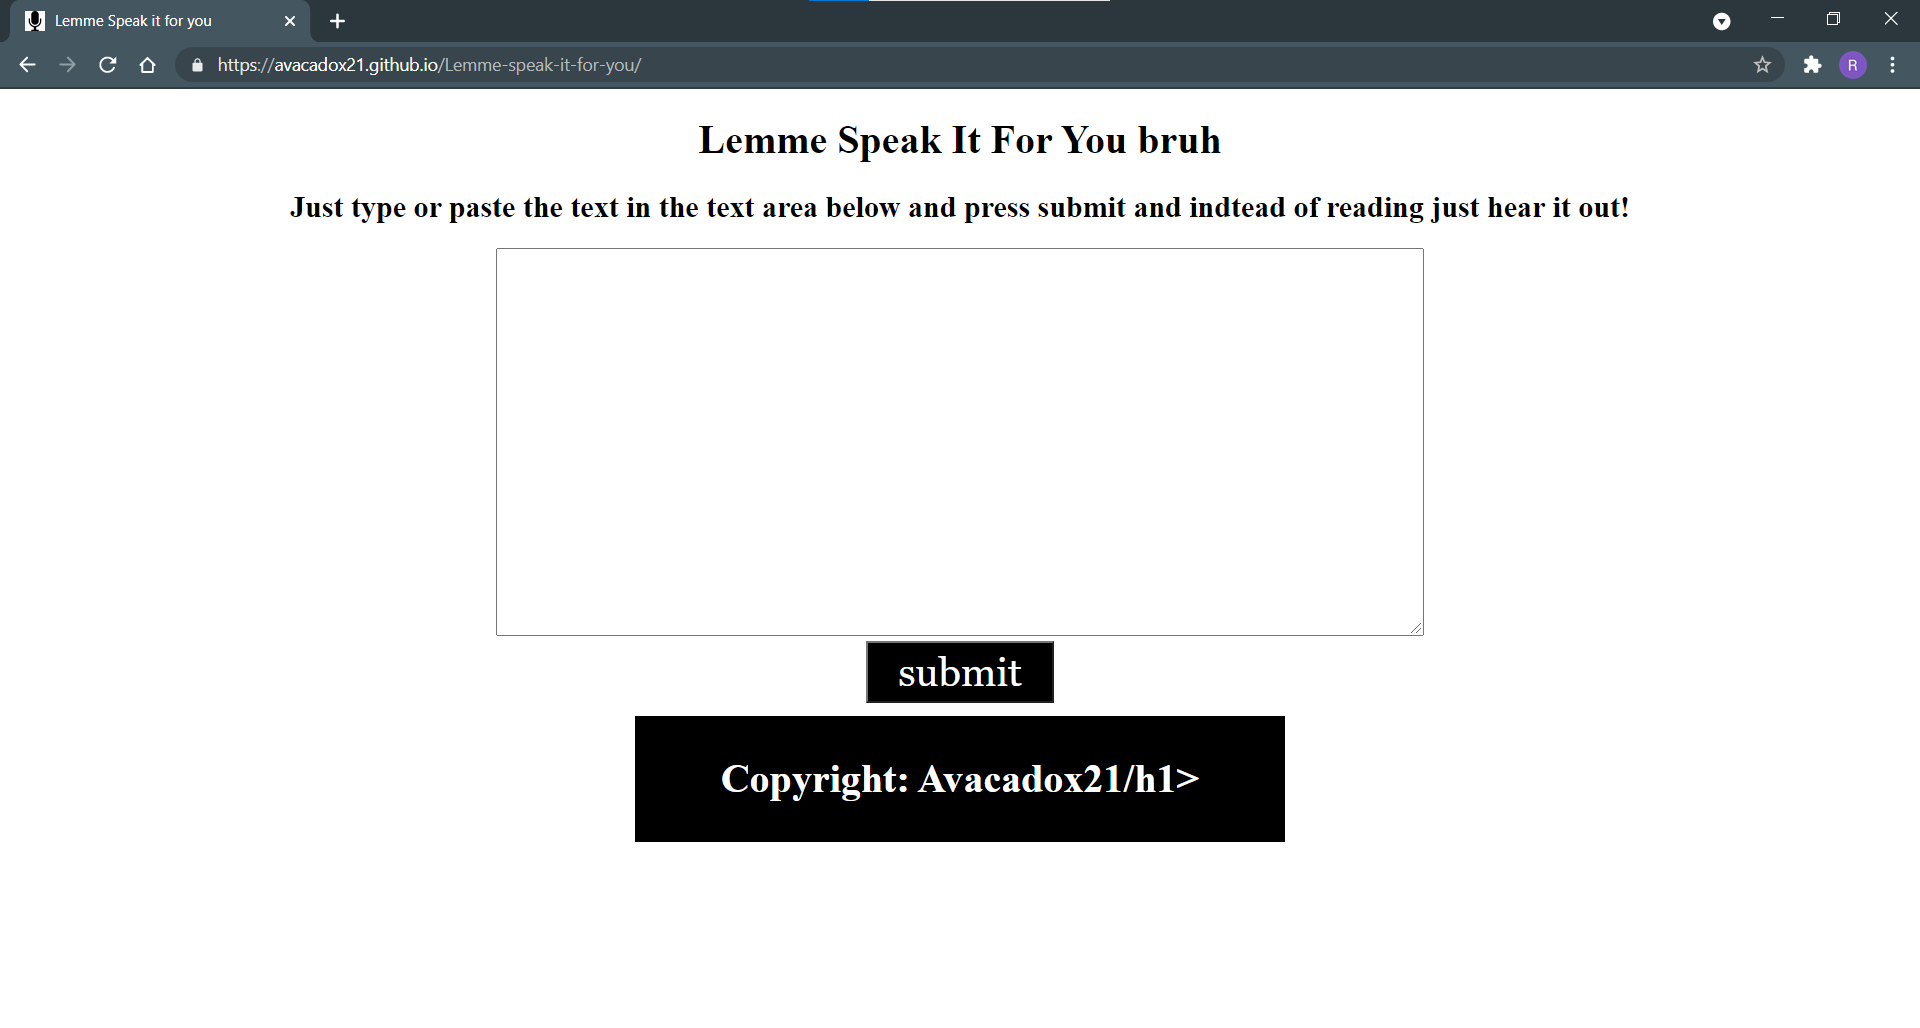 Lemme Speak it for you
https://avacadox21.github.io/Lemme-speak-it-for-you/
R
Lemme Speak It For You bruh
Just type or paste the text in the text area below and press submit and indtead of reading just hear it out!
submit
Copyright: Avacadox21/h1>